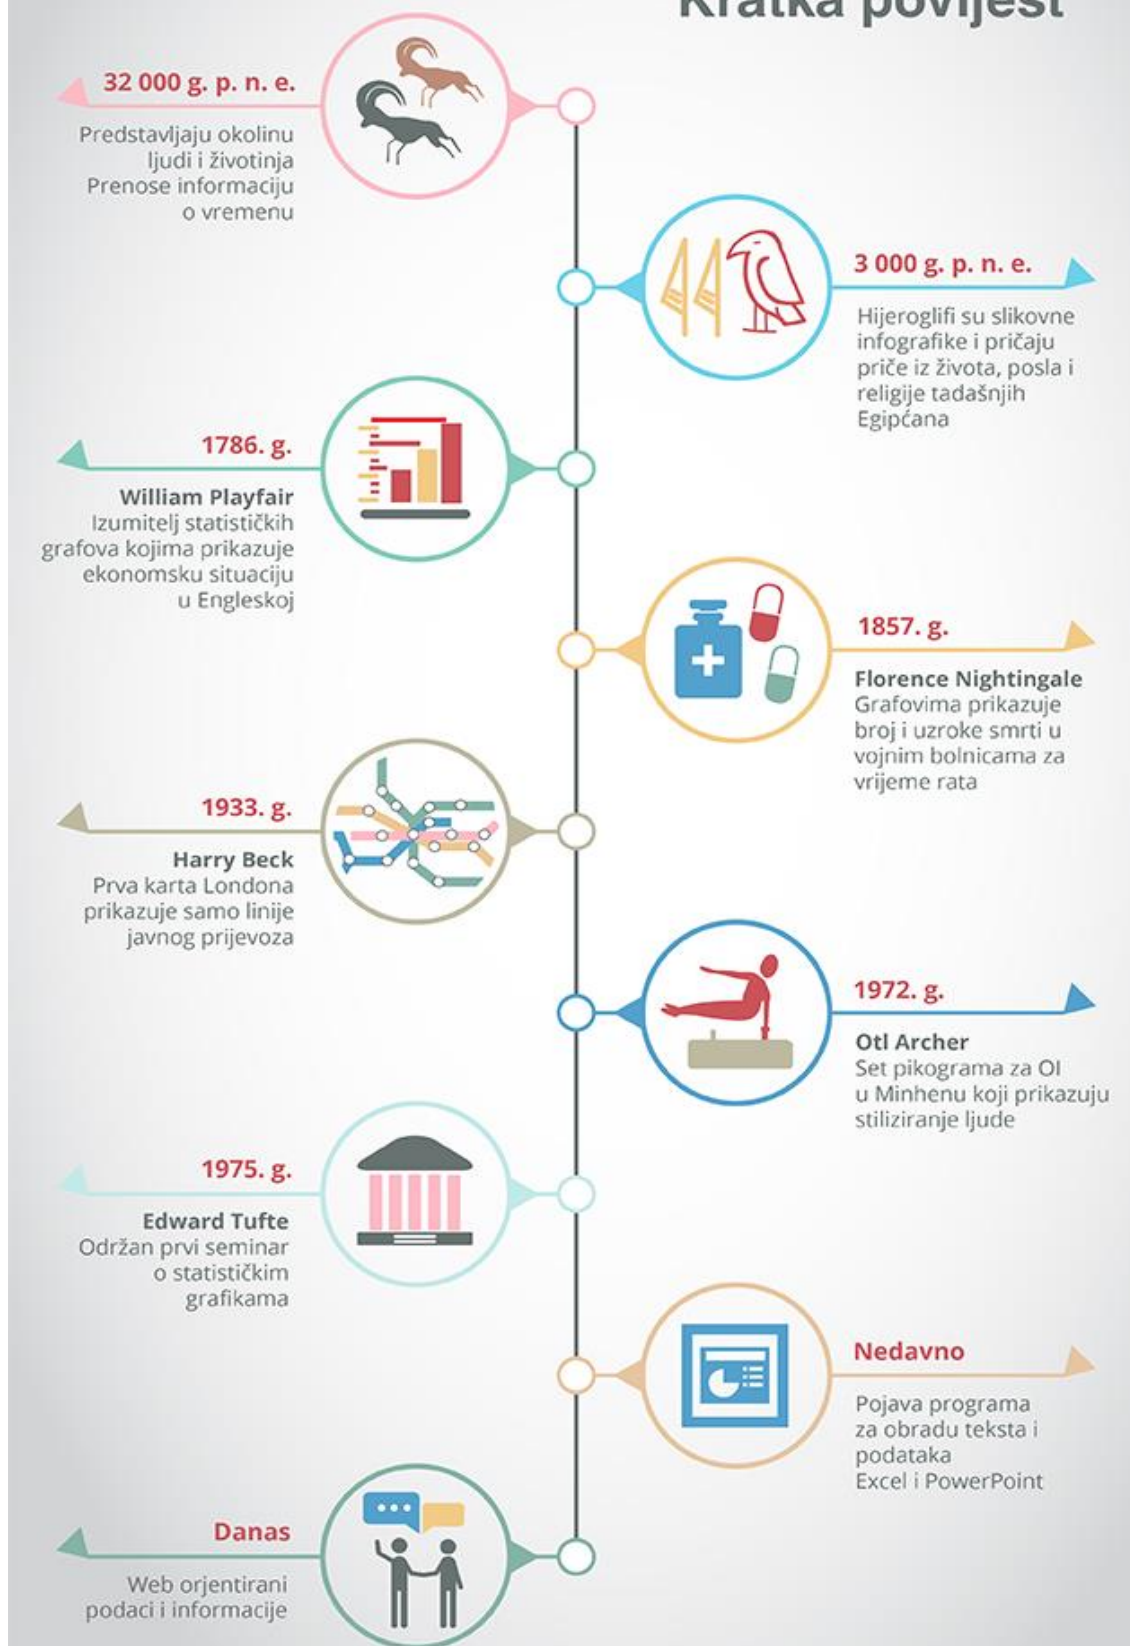 Kratka povijest
32 000 g. p. n. e.
Predstavljaju okolinu
ljudi i životinja
Prenose informaciju
o vremenu
3 000 g. p. n. e.
Hijeroglifi su slikovne
infografike i pričaju
priče iz života, posla i
religije tadašnjih
Egipćana
1786. g.
William Playfair
Izumitelj statističkih
grafova kojima prikazuje
ekonomsku situaciju
u Engleskoj
1857. g.
Florence Nightingale
Grafovima prikazuje
broj i uzroke smrti u
vojnim bolnicama za
vrijeme rata
1933. g.
Harry Beck
Prva karta Londona
prikazuje samo linije
javnog prijevoza
1972. g.
Otl Archer
Set pikograma za OI
u Minhenu koji prikazuju
stiliziranje ljude
1975. g.
Edward Tufte
Održan prvi seminar
o statističkim
grafikama
Nedavno
Pojava programa
za obradu teksta i
podataka
Excel i PowerPoint
Danas
Web orjentirani
podaci i informacije